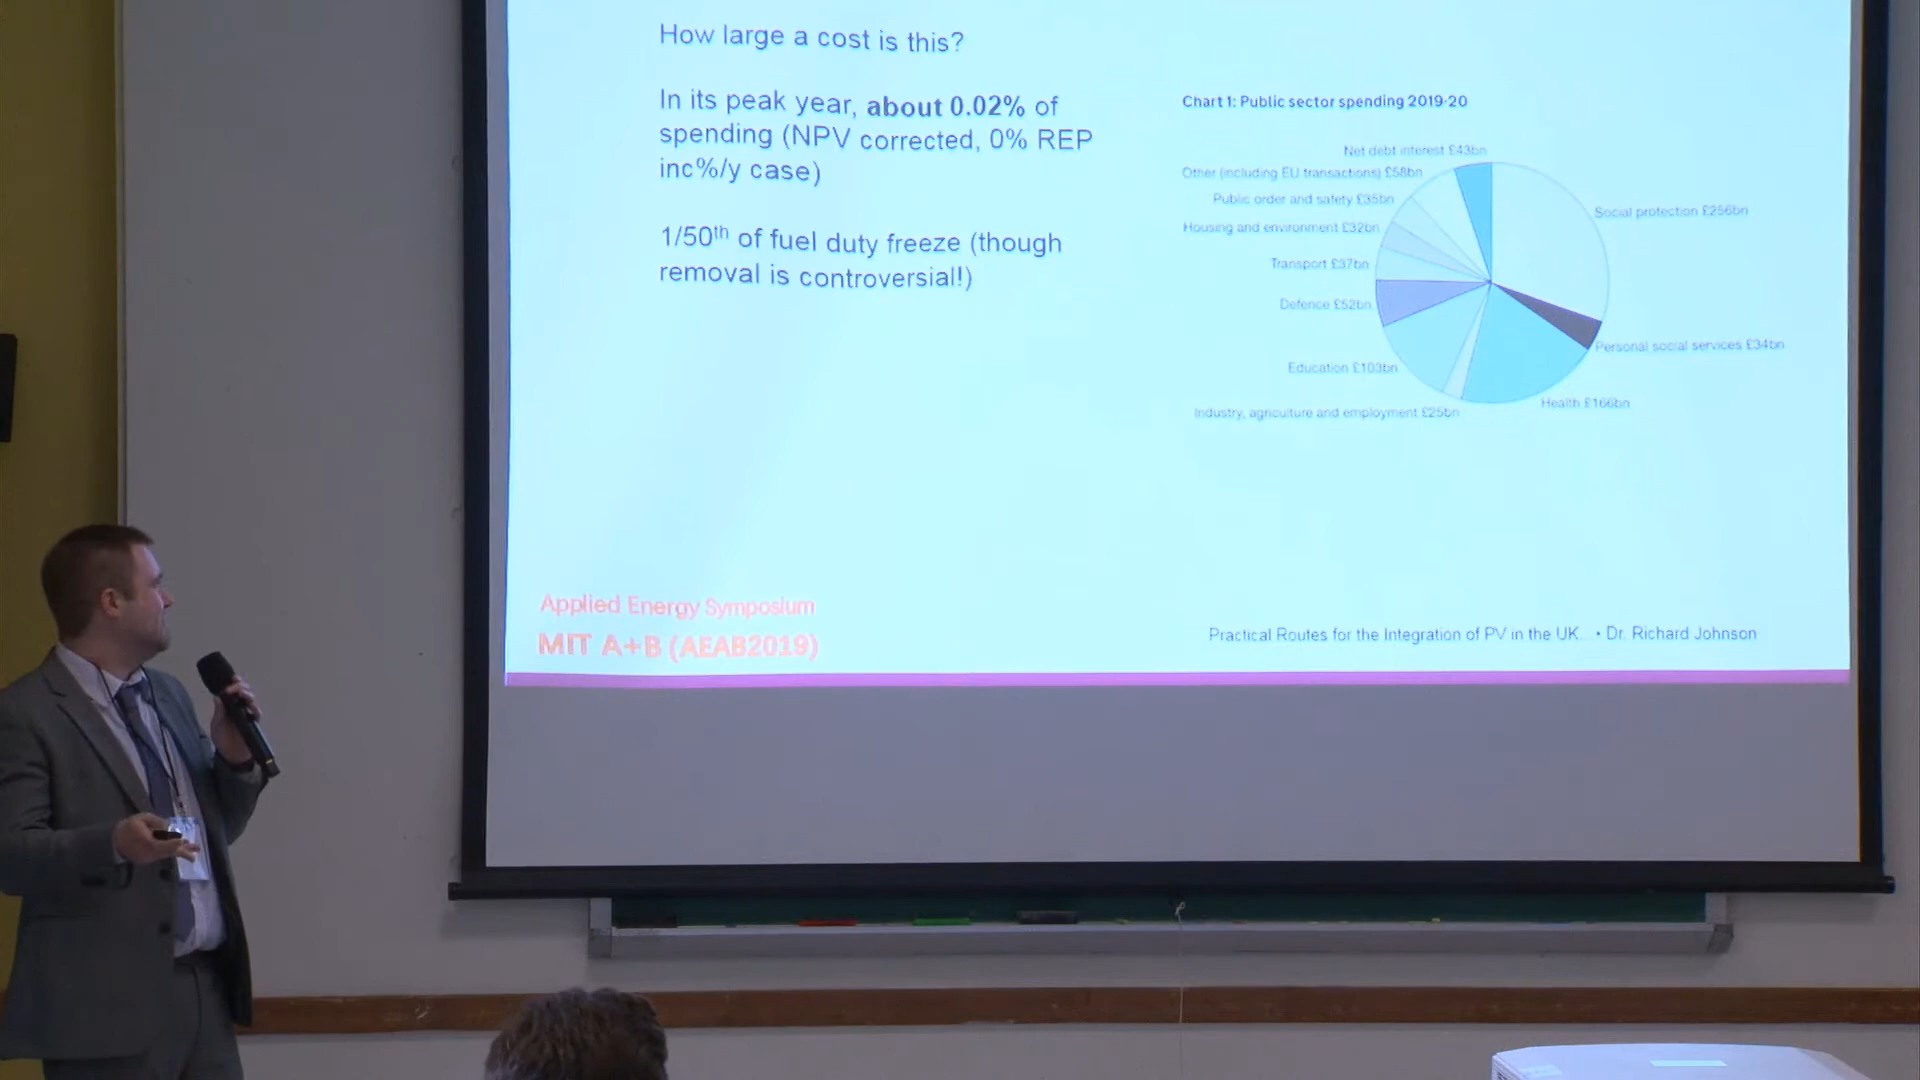 How large a cost is this?
In its peak year, about 0.02% of
spending (NPV corrected, 0% REP
inc%/y case)
1/50th of fuel duty freeze (though
removal is controversial!)
Chart 1: Public sector spending 2019-20
Net debt interest £43bn
Other (including EU transactions) £58bn
Public order and safety £35bn
Housing and environment £32bn
Transport £37bn
Defence £52bn
Education £103bn
Industry, agriculture and employment £25bn
Social protection £256bn
Personal social services £34bn
Health £166bn
Applied Energy Symposium
MIT A+B (AEAB2019)
Practical Routes for the Integration of PV in the UK... • Dr. Richard Johnson